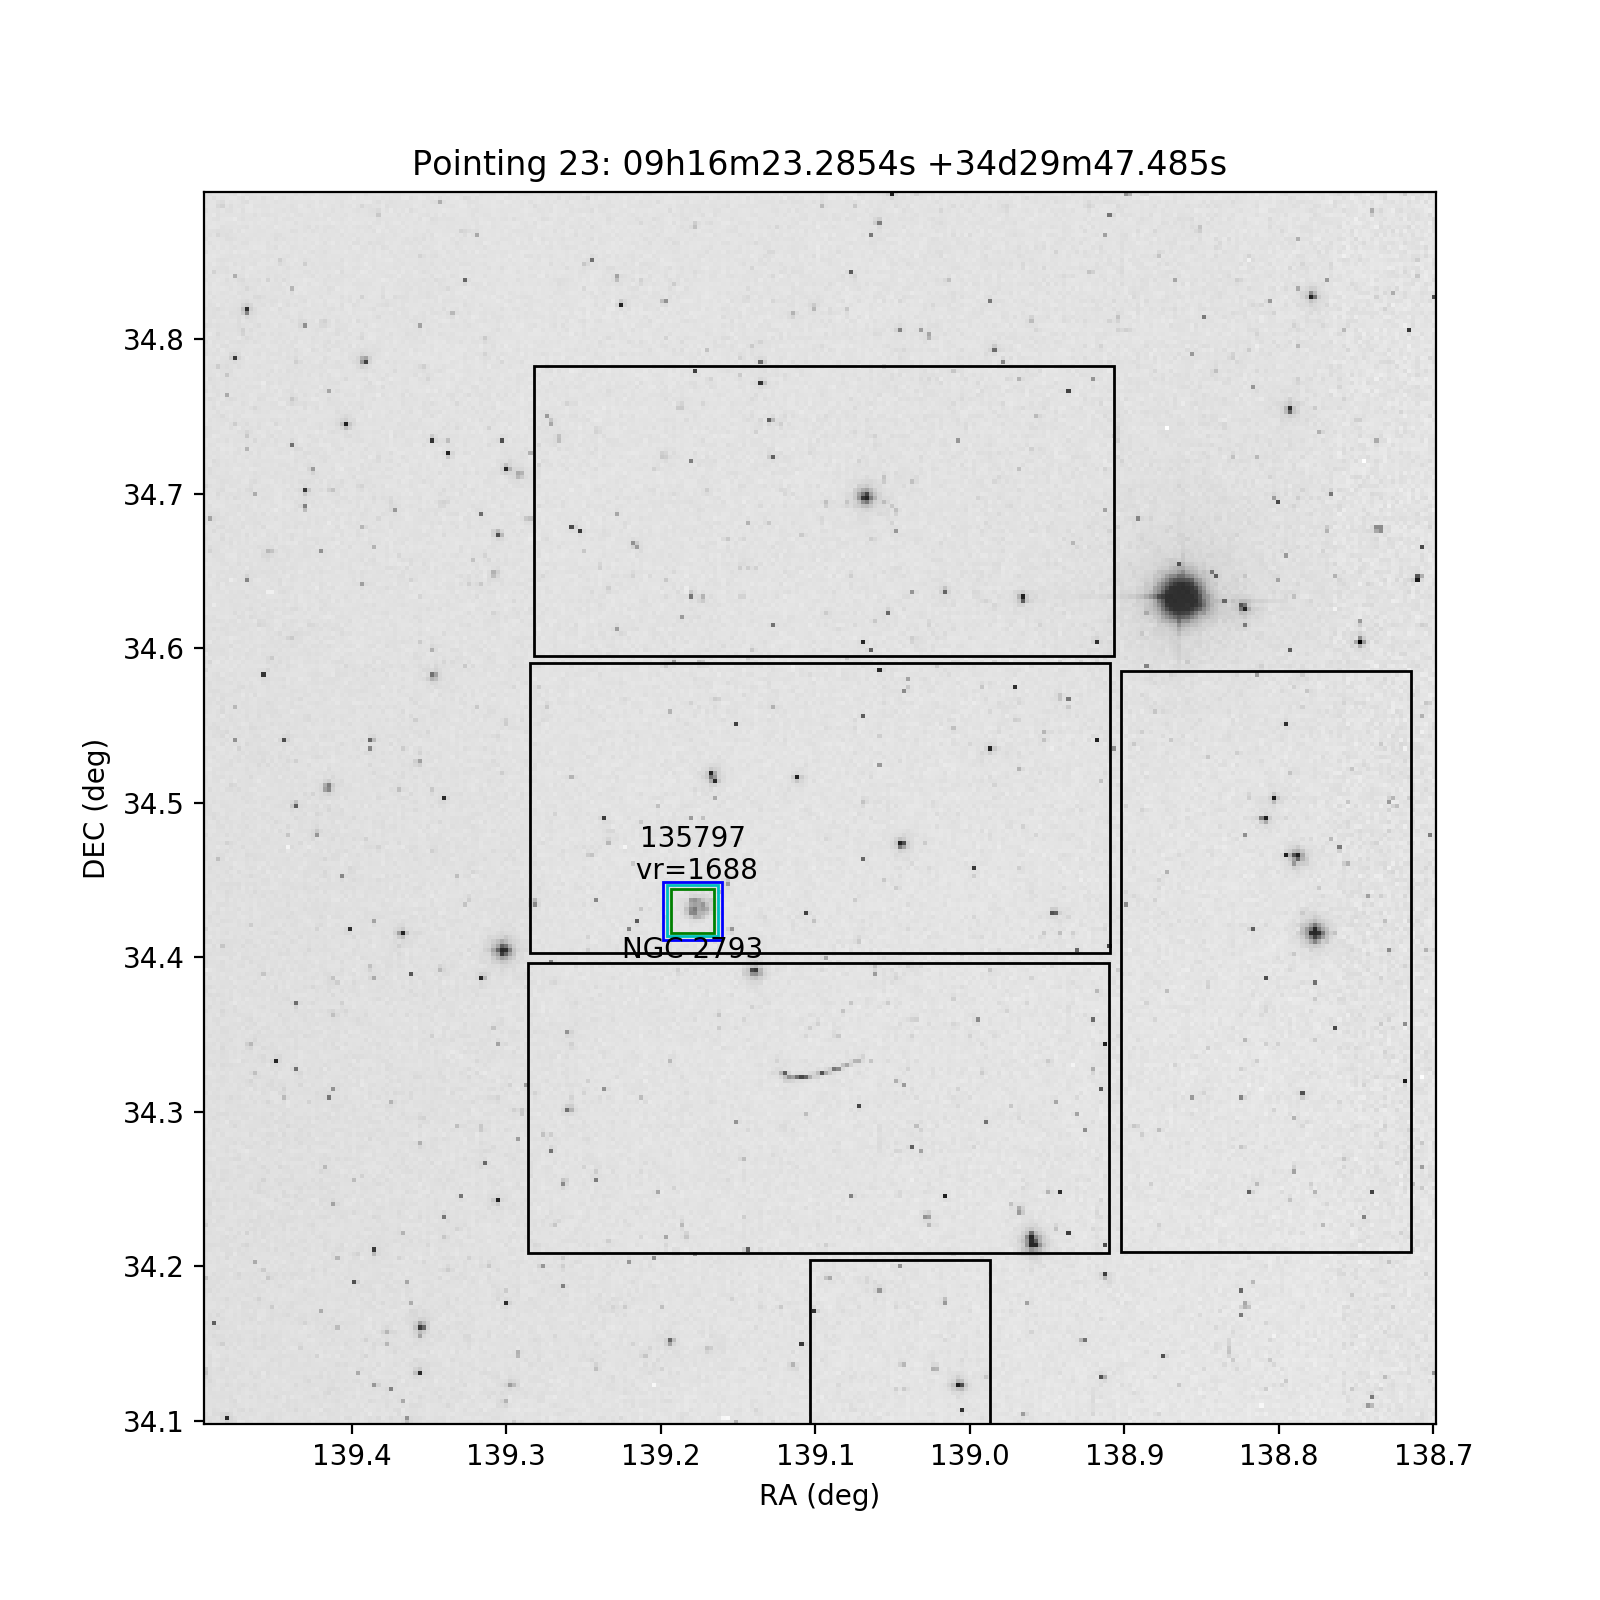 Pointing 23: 09h16m23.2854s +34d29m47.485s
34.8
34.7
34.6
34.5
34.4
34.3
34.2
34.1
DEC (deg)
135797
vr=1688
NGC 2793
139.4 139.3 139.2 139.1 139.0 138.9 138.8 138.7
RA (deg)